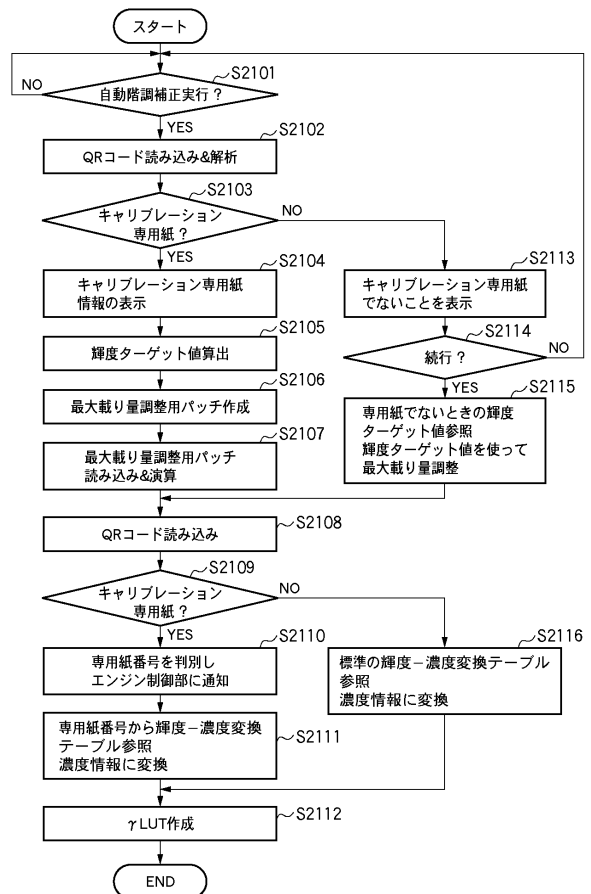 スタート
S2101
NO
自動階調補正実行？
YES
S2102
QRコード読み込み&解析
S2103
キャリブレーション
専用紙？
NO
YES
S2104
キャリブレーション専用紙
情報の表示
S2113
キャリブレーション専用紙
でないことを表示
S2105
輝度ターゲット値算出
S2114
続行？
NO
YES
S2106
最大載り量調整用パッチ作成
S2115
専用紙でないときの輝度
ターゲット値参照
輝度ターゲット値を使って
最大載り量調整
S2107
最大載り量調整用パッチ
読み込み&演算
S2108
QRコード読み込み
S2109
キャリブレーション
専用紙？
NO
YES
S2110
専用紙番号を判別し
エンジン制御部に通知
S2116
標準の輝度－濃度変換テーブル
参照
濃度情報に変換
S2111
専用紙番号から輝度－濃度変換
テーブル参照
濃度情報に変換
S2112
γLUT作成
END